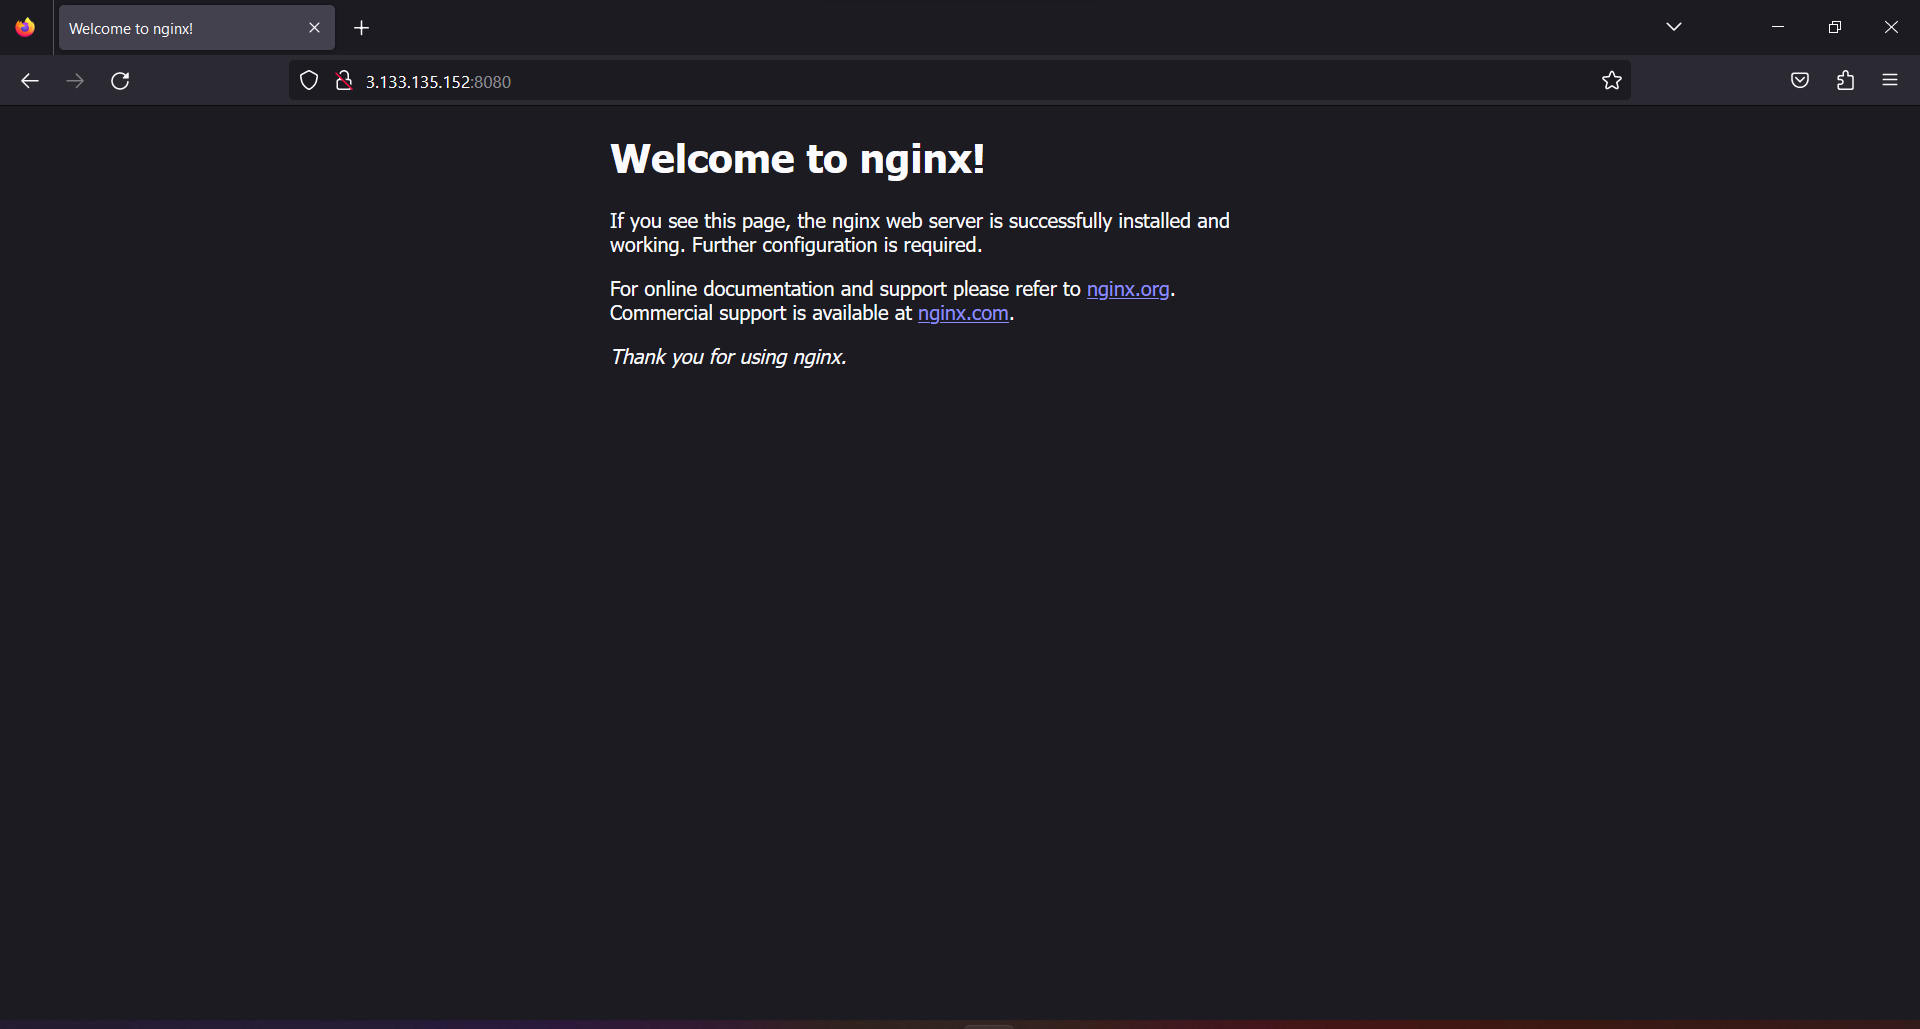 Welcome to nginx!
3.133.135.152:8080
Welcome to nginx!
If you see this page, the nginx web server is successfully installed and
working. Further configuration is required.
For online documentation and support please refer to nginx.org.
Commercial support is available at nginx.com.
Thank you for using nginx.